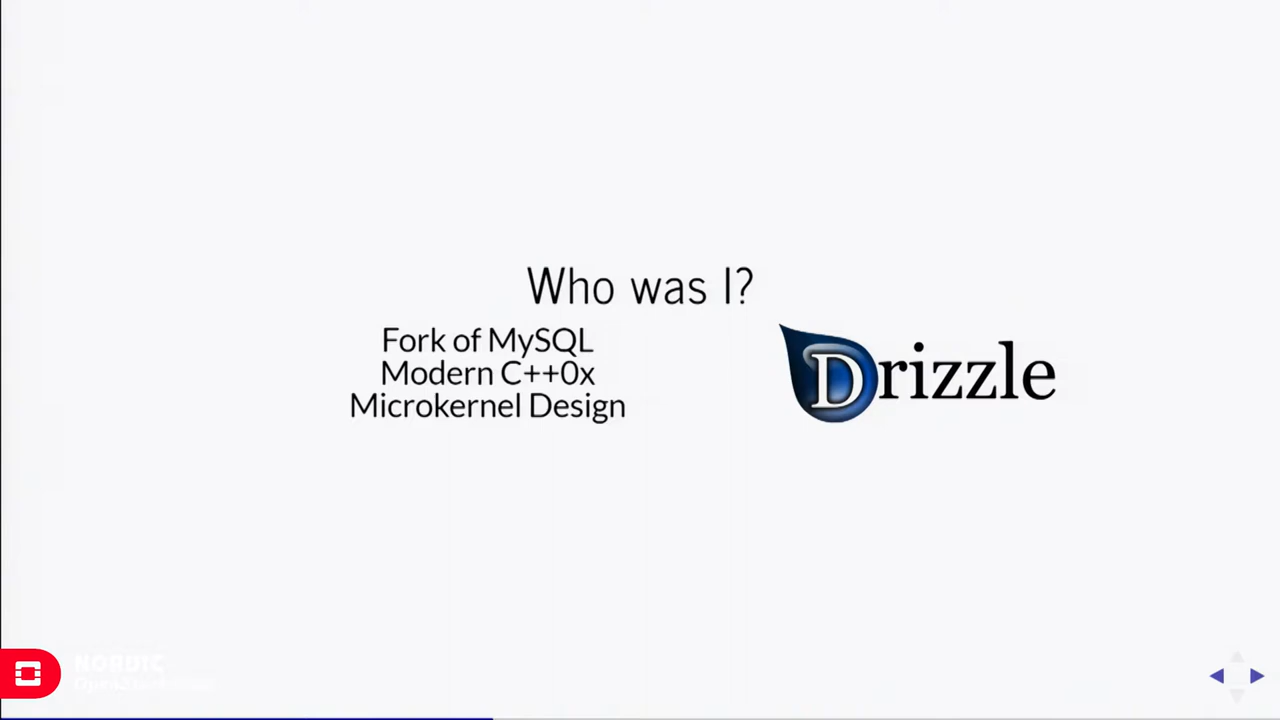 Who was I?
Fork of MySQL
Modern C++0x
Microkernel Design
Drizzle
NORDIC